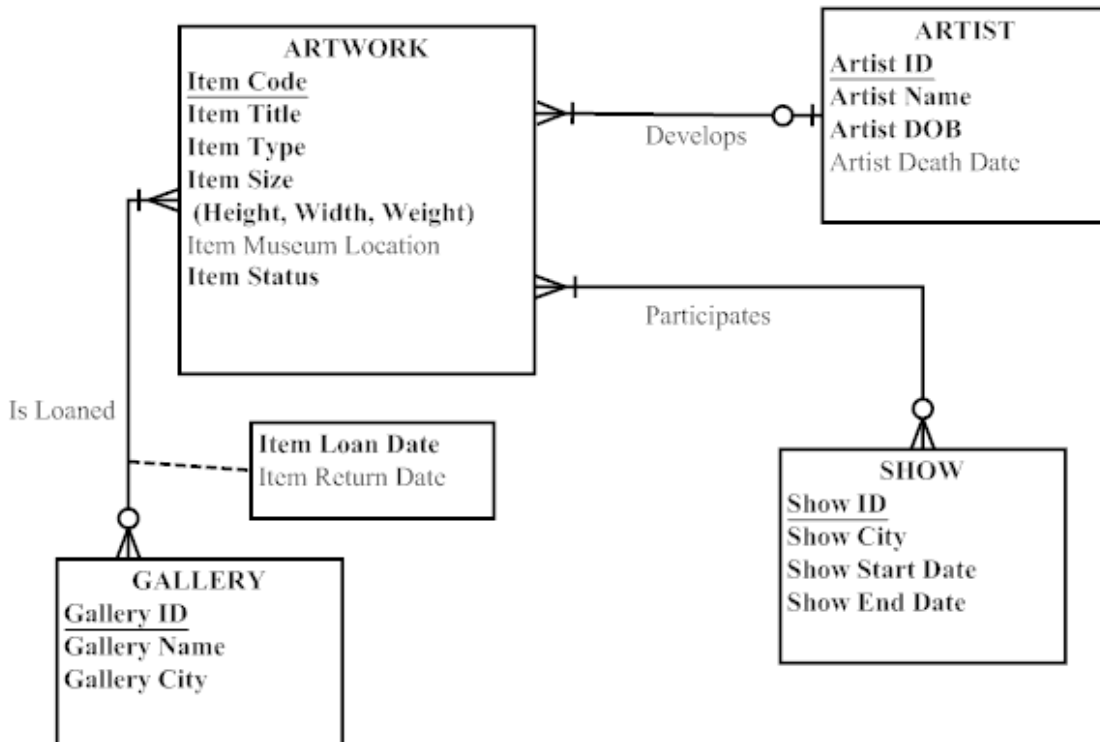 ARTWORK
Item Code
Item Title
Item Type
Item Size
(Height, Width, Weight)
Item Museum Location
Item Status
ARTIST
Artist ID
Artist Name
Artist DOB
Artist Death Date
Develops
Participates
Is Loaned
Item Loan Date
Item Return Date
SHOW
Show ID
Show City
Show Start Date
Show End Date
GALLERY
Gallery ID
Gallery Name
Gallery City